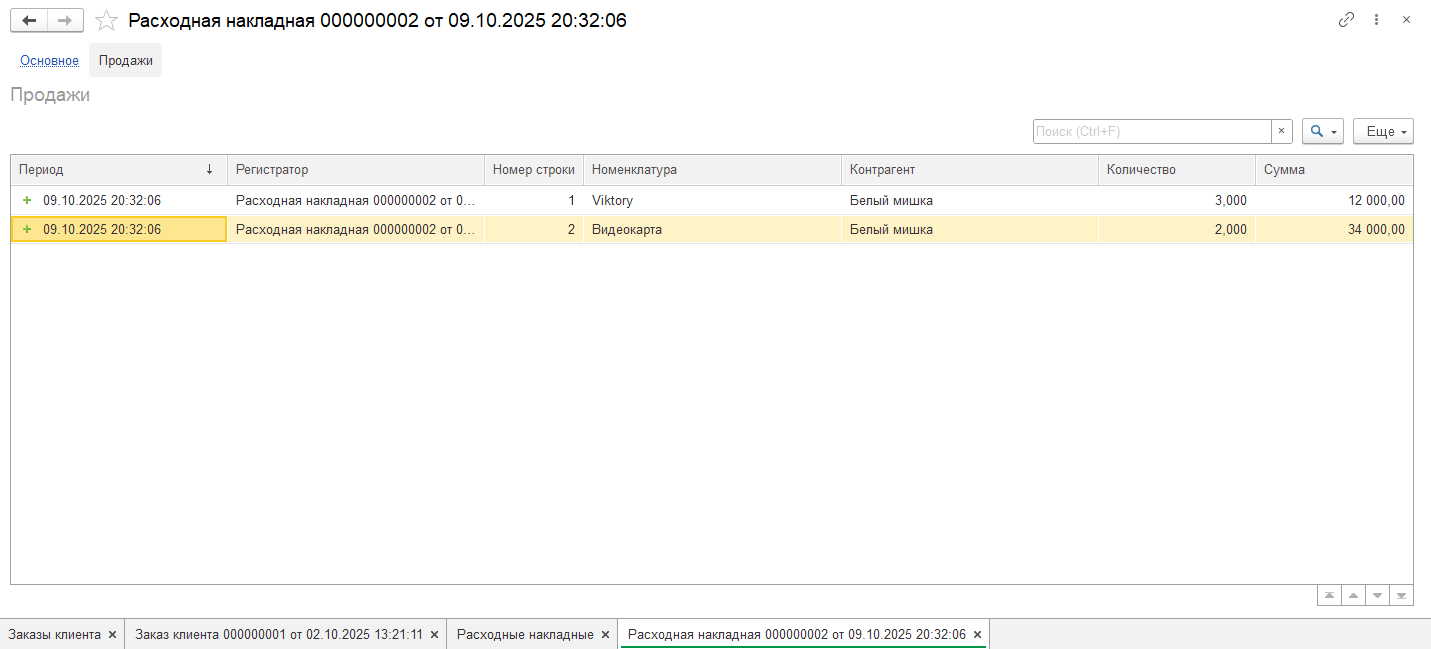 Расходная накладная 000000002 от 09.10.2025 20:32:06
Основное Продажи
Продажи
Поиск (Ctrl+F) × Еще
Период ↓ Регистратор Номер строки Номенклатура Контрагент Количество Сумма
+ 09.10.2025 20:32:06 Расходная накладная 000000002 от 0... 1 Viktory Белый мишка 3,000 12 000,00
+ 09.10.2025 20:32:06 Расходная накладная 000000002 от 0... 2 Видеокарта Белый мишка 2,000 34 000,00
Заказы клиента × Заказ клиента 000000001 от 02.10.2025 13:21:11 × Расходные накладные × Расходная накладная 000000002 от 09.10.2025 20:32:06 ×